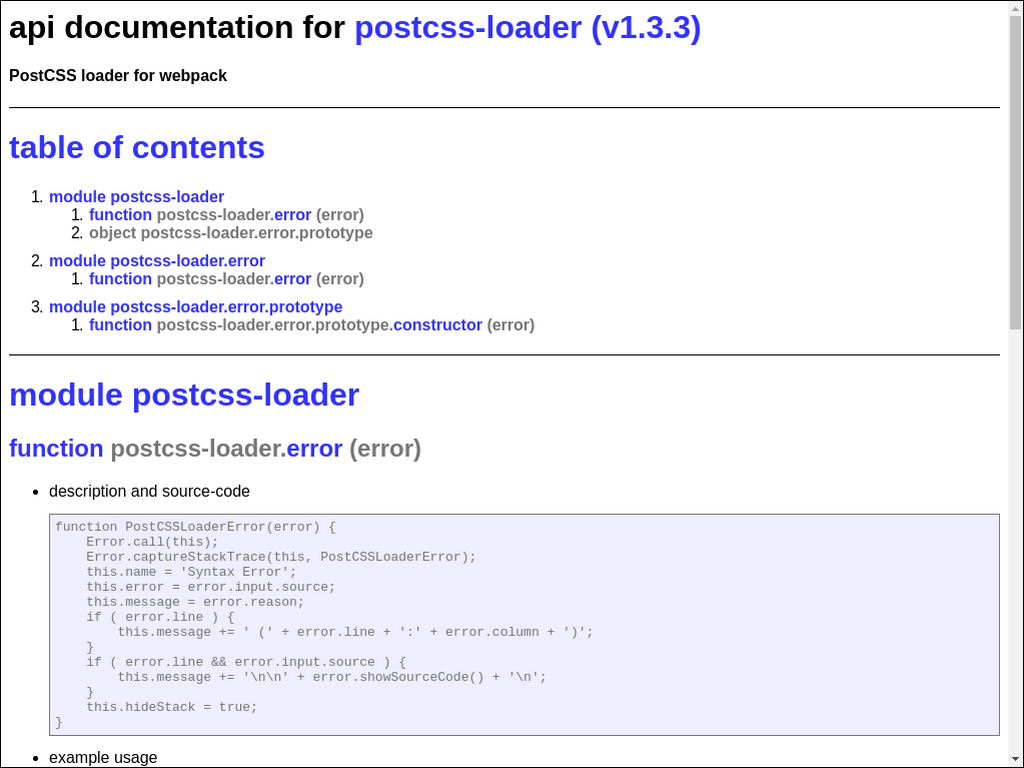 api documentation for postcss-loader (v1.3.3)
PostCSS loader for webpack
table of contents
1. module postcss-loader
1. function postcss-loader.error (error)
2. object postcss-loader.error.prototype
2. module postcss-loader.error
1. function postcss-loader.error (error)
3. module postcss-loader.error.prototype
1. function postcss-loader.error.prototype.constructor (error)
module postcss-loader
function postcss-loader.error (error)
• description and source-code
function PostCSSLoaderError(error) {
    Error.call(this);
    Error.captureStackTrace(this, PostCSSLoaderError);
    this.name = 'Syntax Error';
    this.error = error.input.source;
    this.message = error.reason;
    if ( error.line ) {
        this.message += ' (' + error.line + ':' + error.column + ')';
    }
    if ( error.line && error.input.source ) {
        this.message += '\n\n' + error.showSourceCode() + '\n';
    }
    this.hideStack = true;
}
• example usage